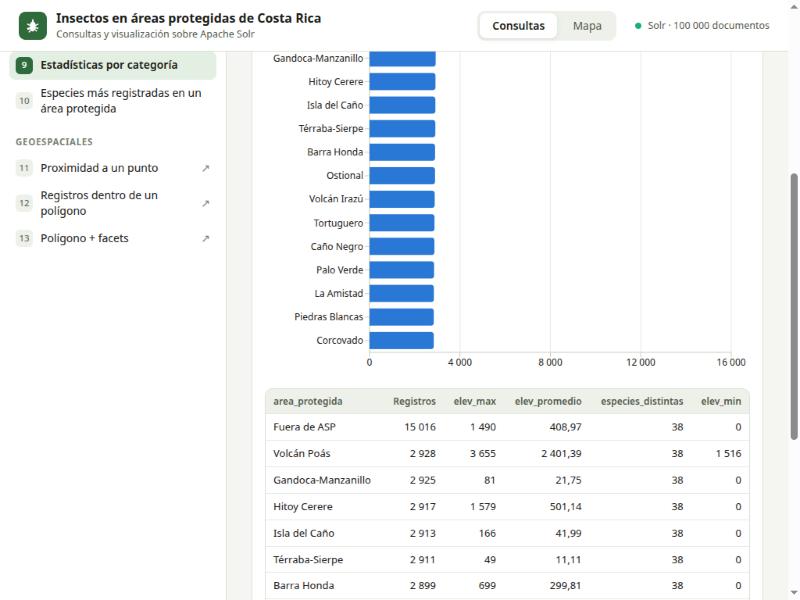 Insectos en áreas protegidas de Costa Rica
Consultas y visualización sobre Apache Solr
Consultas
Mapa
Solr · 100 000 documentos
9 Estadísticas por categoría
10 Especies más registradas en un
área protegida
GEOESPACIALES
11 Proximidad a un punto ↗
12 Registros dentro de un
polígono ↗
13 Polígono + facets ↗
Gandoca-Manzanillo
Hitoy Cerere
Isla del Caño
Térraba-Sierpe
Barra Honda
Ostional
Volcán Irazú
Tortuguero
Caño Negro
Palo Verde
La Amistad
Piedras Blancas
Corcovado
0 4 000 8 000 12 000 16 000
area_protegida Registros elev_max elev_promedio especies_distintas elev_min
Fuera de ASP 15 016 1 490 408,97 38 0
Volcán Poás 2 928 3 655 2 401,39 38 1 516
Gandoca-Manzanillo 2 925 81 21,75 38 0
Hitoy Cerere 2 917 1 579 501,14 38 0
Isla del Caño 2 913 166 41,99 38 0
Térraba-Sierpe 2 911 49 11,11 38 0
Barra Honda 2 899 699 299,81 38 0